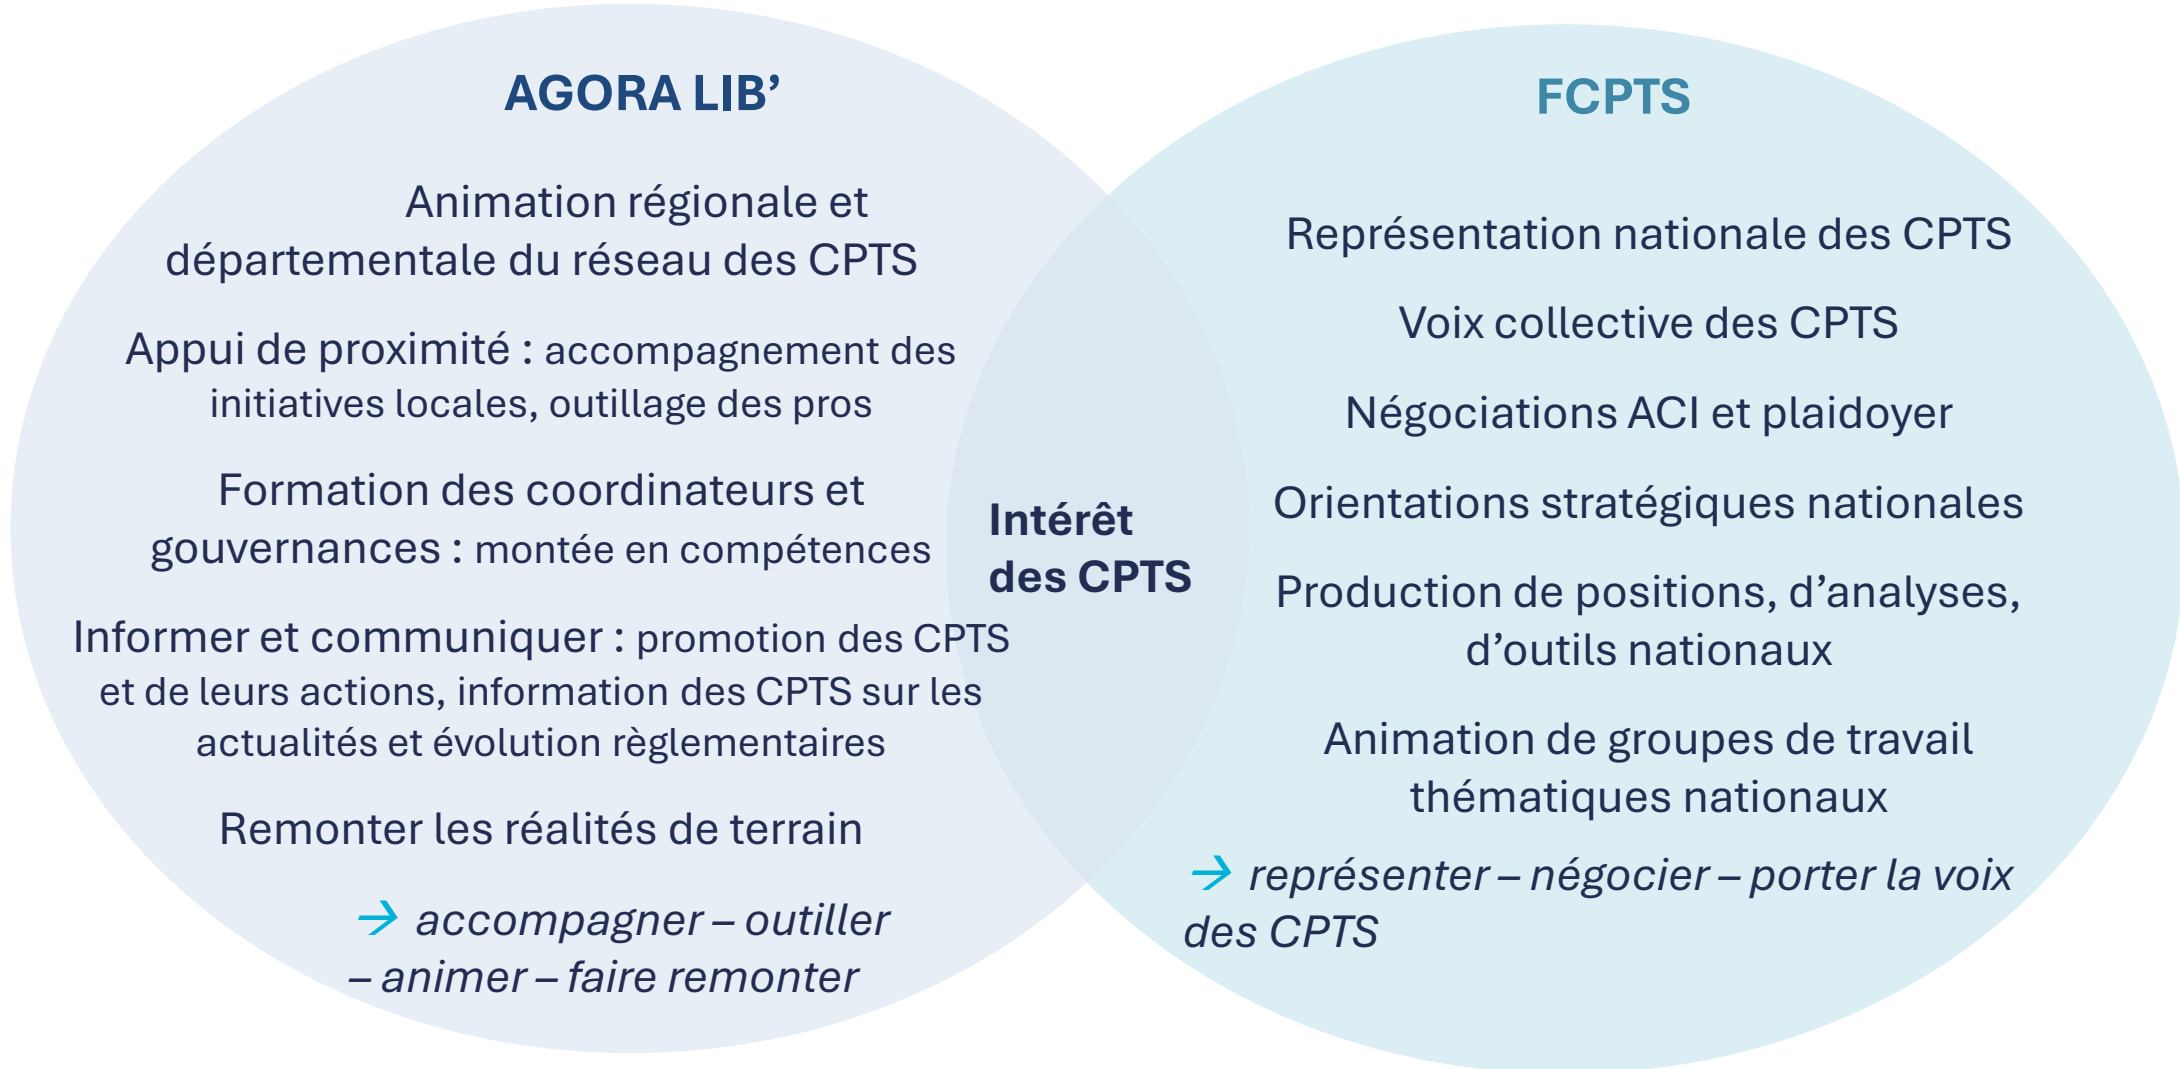 AGORA LIB’
Animation régionale et
départementale du réseau des CPTS
Appui de proximité : accompagnement des
initiatives locales, outillage des pros
Formation des coordinateurs et
gouvernances : montée en compétences
Informer et communiquer : promotion des CPTS
et de leurs actions, information des CPTS sur les
actualités et évolution règlementaires
Remonter les réalités de terrain
→ accompagner – outiller
– animer – faire remonter
Intérêt
des CPTS
FCPTS
Représentation nationale des CPTS
Voix collective des CPTS
Négociations ACI et plaidoyer
Orientations stratégiques nationales
Production de positions, d’analyses,
d’outils nationaux
Animation de groupes de travail
thématiques nationaux
→ représenter – négocier – porter la voix
des CPTS